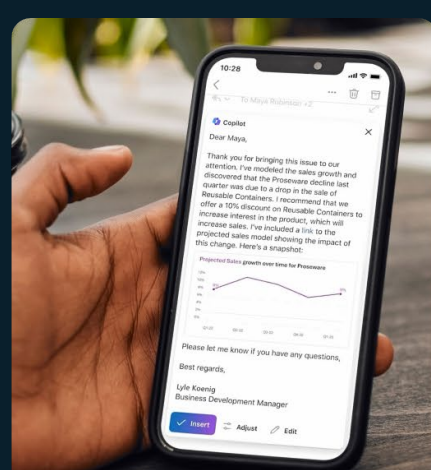 10:28
To Maya Robinson +2
Copilot
Dear Maya,
Thank you for bringing this issue to our
attention. I've modeled the sales growth and
discovered that the Proseware decline last
quarter was due to a drop in the sale of
Reusable Containers. I recommend that we
offer a 10% discount on Reusable Containers to
increase interest in the product, which will
increase sales. I've included a link to the
projected sales model showing the impact of
this change. Here's a snapshot:
Projected Sales growth over time for Proseware
Please let me know if you have any questions,
Best regards,
Lyle Koenig
Business Development Manager
Insert Adjust Edit